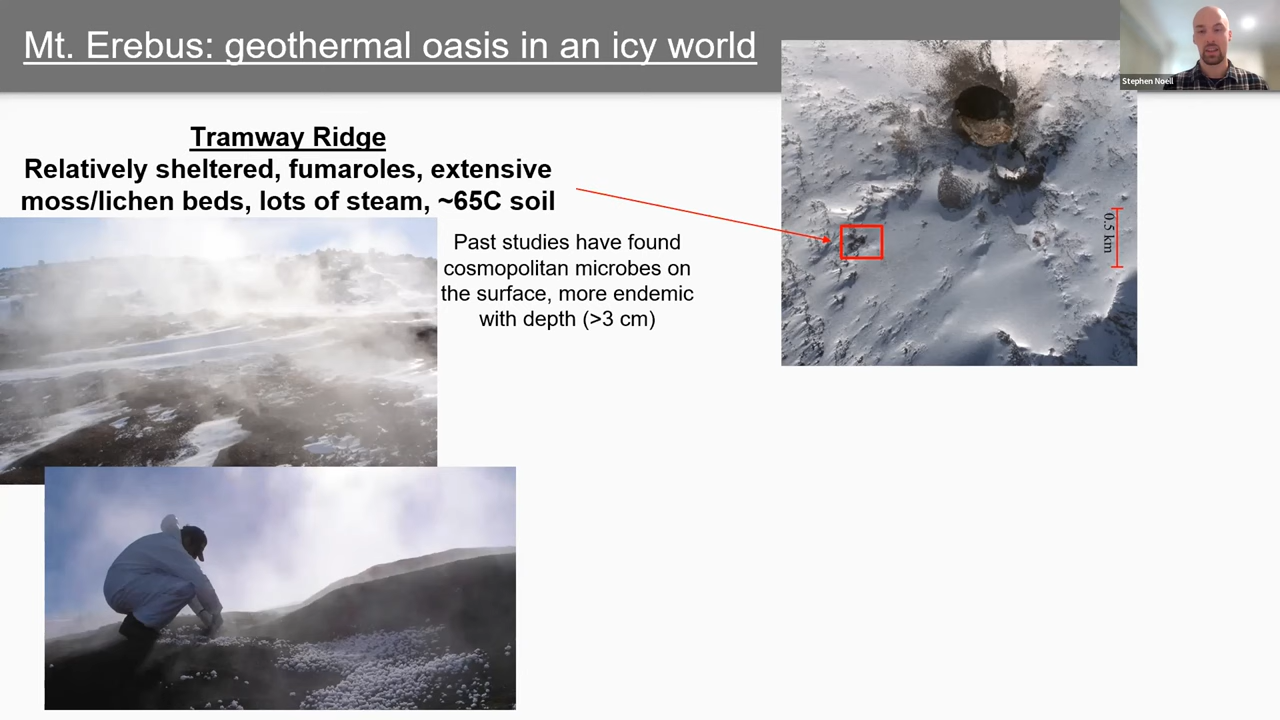 Mt. Erebus: geothermal oasis in an icy world
Stephen Noell
Tramway Ridge
Relatively sheltered, fumaroles, extensive
moss/lichen beds, lots of steam, ~65C soil
Past studies have found
cosmopolitan microbes on
the surface, more endemic
with depth (>3 cm)
0.5 km